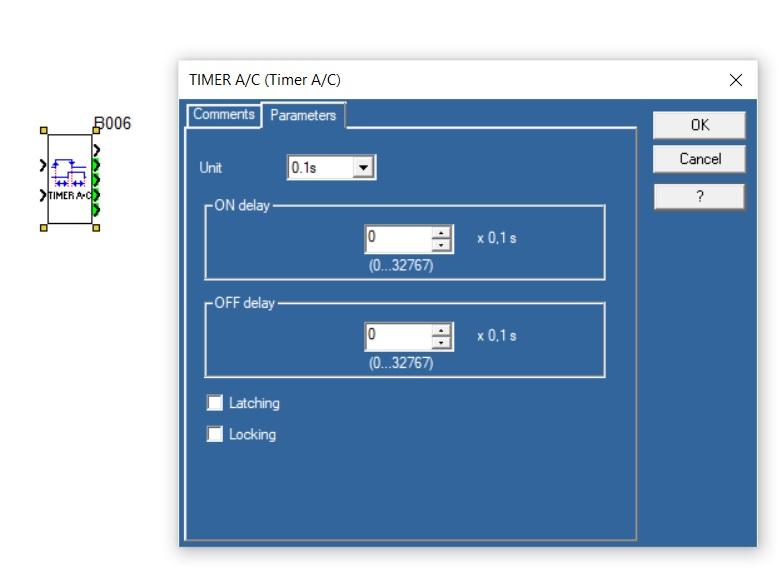 B006
TIMER A•C
TIMER A/C (Timer A/C)
Comments
Parameters
OK
Cancel
?
Unit
0.1s
ON delay
0
x 0,1 s
(0...32767)
OFF delay
0
x 0,1 s
(0...32767)
Latching
Locking